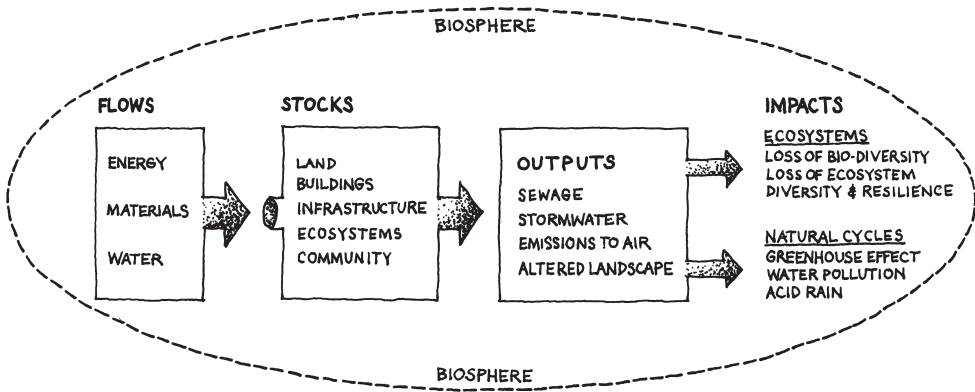 BIOSPHERE
FLOWS
ENERGY
MATERIALS
WATER
STOCKS
LAND
BUILDINGS
INFRASTRUCTURE
ECOSYSTEMS
COMMUNITY
OUTPUTS
SEWAGE
STORMWATER
EMISSIONS TO AIR
ALTERED LANDSCAPE
IMPACTS
ECOSYSTEMS
LOSS OF BIO-DIVERSITY
LOSS OF ECOSYSTEM
DIVERSITY & RESILIENCE
NATURAL CYCLES
GREENHOUSE EFFECT
WATER POLLUTION
ACID RAIN
BIOSPHERE